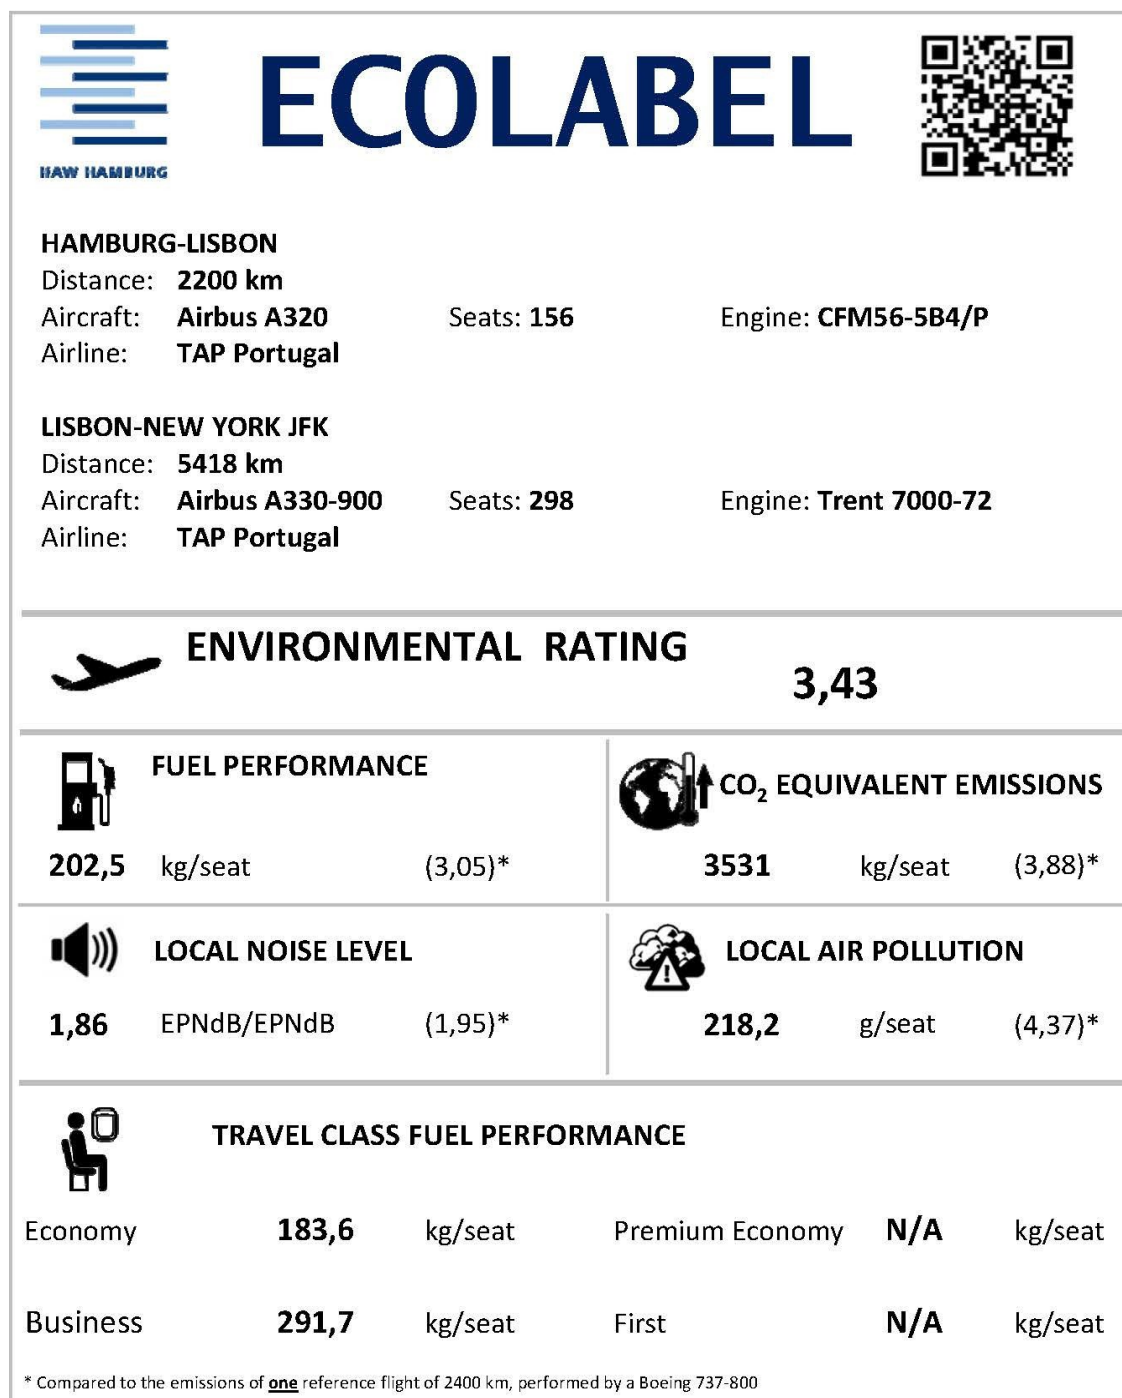 ECOLABEL
HAW HAMBURG
HAMBURG-LISBON
Distance: 2200 km
Aircraft: Airbus A320 Seats: 156 Engine: CFM56-5B4/P
Airline: TAP Portugal
LISBON-NEW YORK JFK
Distance: 5418 km
Aircraft: Airbus A330-900 Seats: 298 Engine: Trent 7000-72
Airline: TAP Portugal
ENVIRONMENTAL RATING
3,43
FUEL PERFORMANCE
202,5 kg/seat (3,05)*
CO₂ EQUIVALENT EMISSIONS
3531 kg/seat (3,88)*
LOCAL NOISE LEVEL
1,86 EPNdB/EPNdB (1,95)*
LOCAL AIR POLLUTION
218,2 g/seat (4,37)*
TRAVEL CLASS FUEL PERFORMANCE
Economy 183,6 kg/seat Premium Economy N/A kg/seat
Business 291,7 kg/seat First N/A kg/seat
* Compared to the emissions of one reference flight of 2400 km, performed by a Boeing 737-800